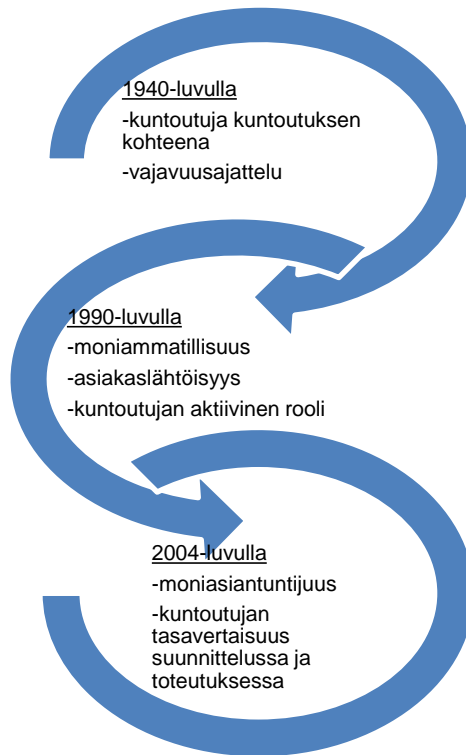 1940-luvulla
-kuntoutuja kuntoutuksen
kohteena
-vajavuusajattelu
1990-luvulla
-moniammatillisuus
-asiakaslähtöisyys
-kuntoutujan aktiivinen rooli
2004-luvulla
-moniasiantuntijuus
-kuntoutujan
tasavertaisuus
suunnittelussa ja
toteutuksessa